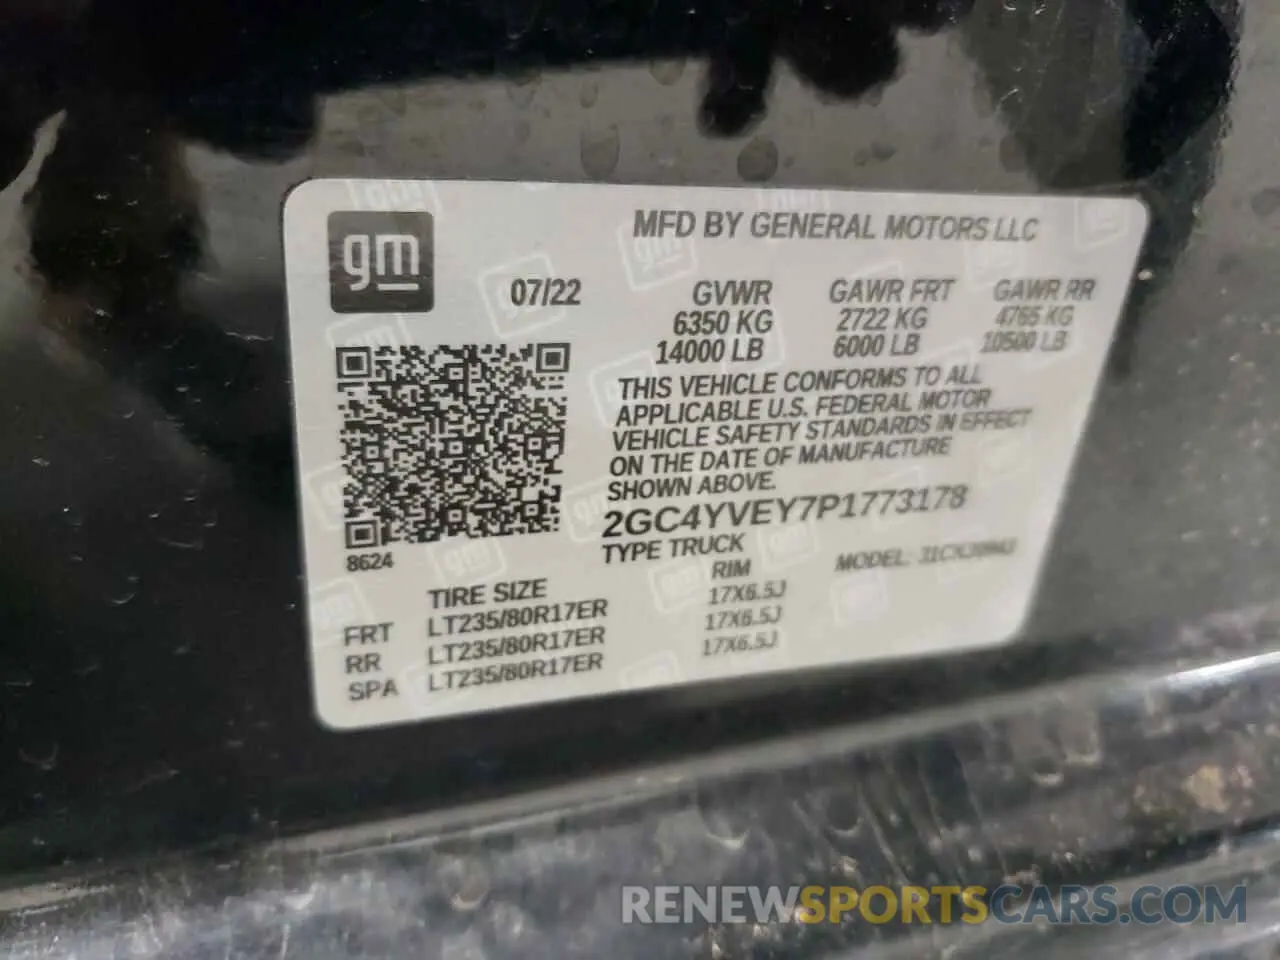 gm
MFD BY GENERAL MOTORS LLC
07/22 GVWR GAWR FRT GAWR RR
6350 KG 2722 KG 4765 KG
14000 LB 6000 LB 10500 LB
THIS VEHICLE CONFORMS TO ALL
APPLICABLE U.S. FEDERAL MOTOR
VEHICLE SAFETY STANDARDS IN EFFECT
ON THE DATE OF MANUFACTURE
SHOWN ABOVE.
2GC4YVEY7P1773178
8624 TYPE TRUCK
TIRE SIZE RIM MODEL:
FRT LT235/80R17ER 17X6.5J
RR LT235/80R17ER 17X6.5J
SPA LT235/80R17ER 17X6.5J
RENEWSPORTSCARS.COM